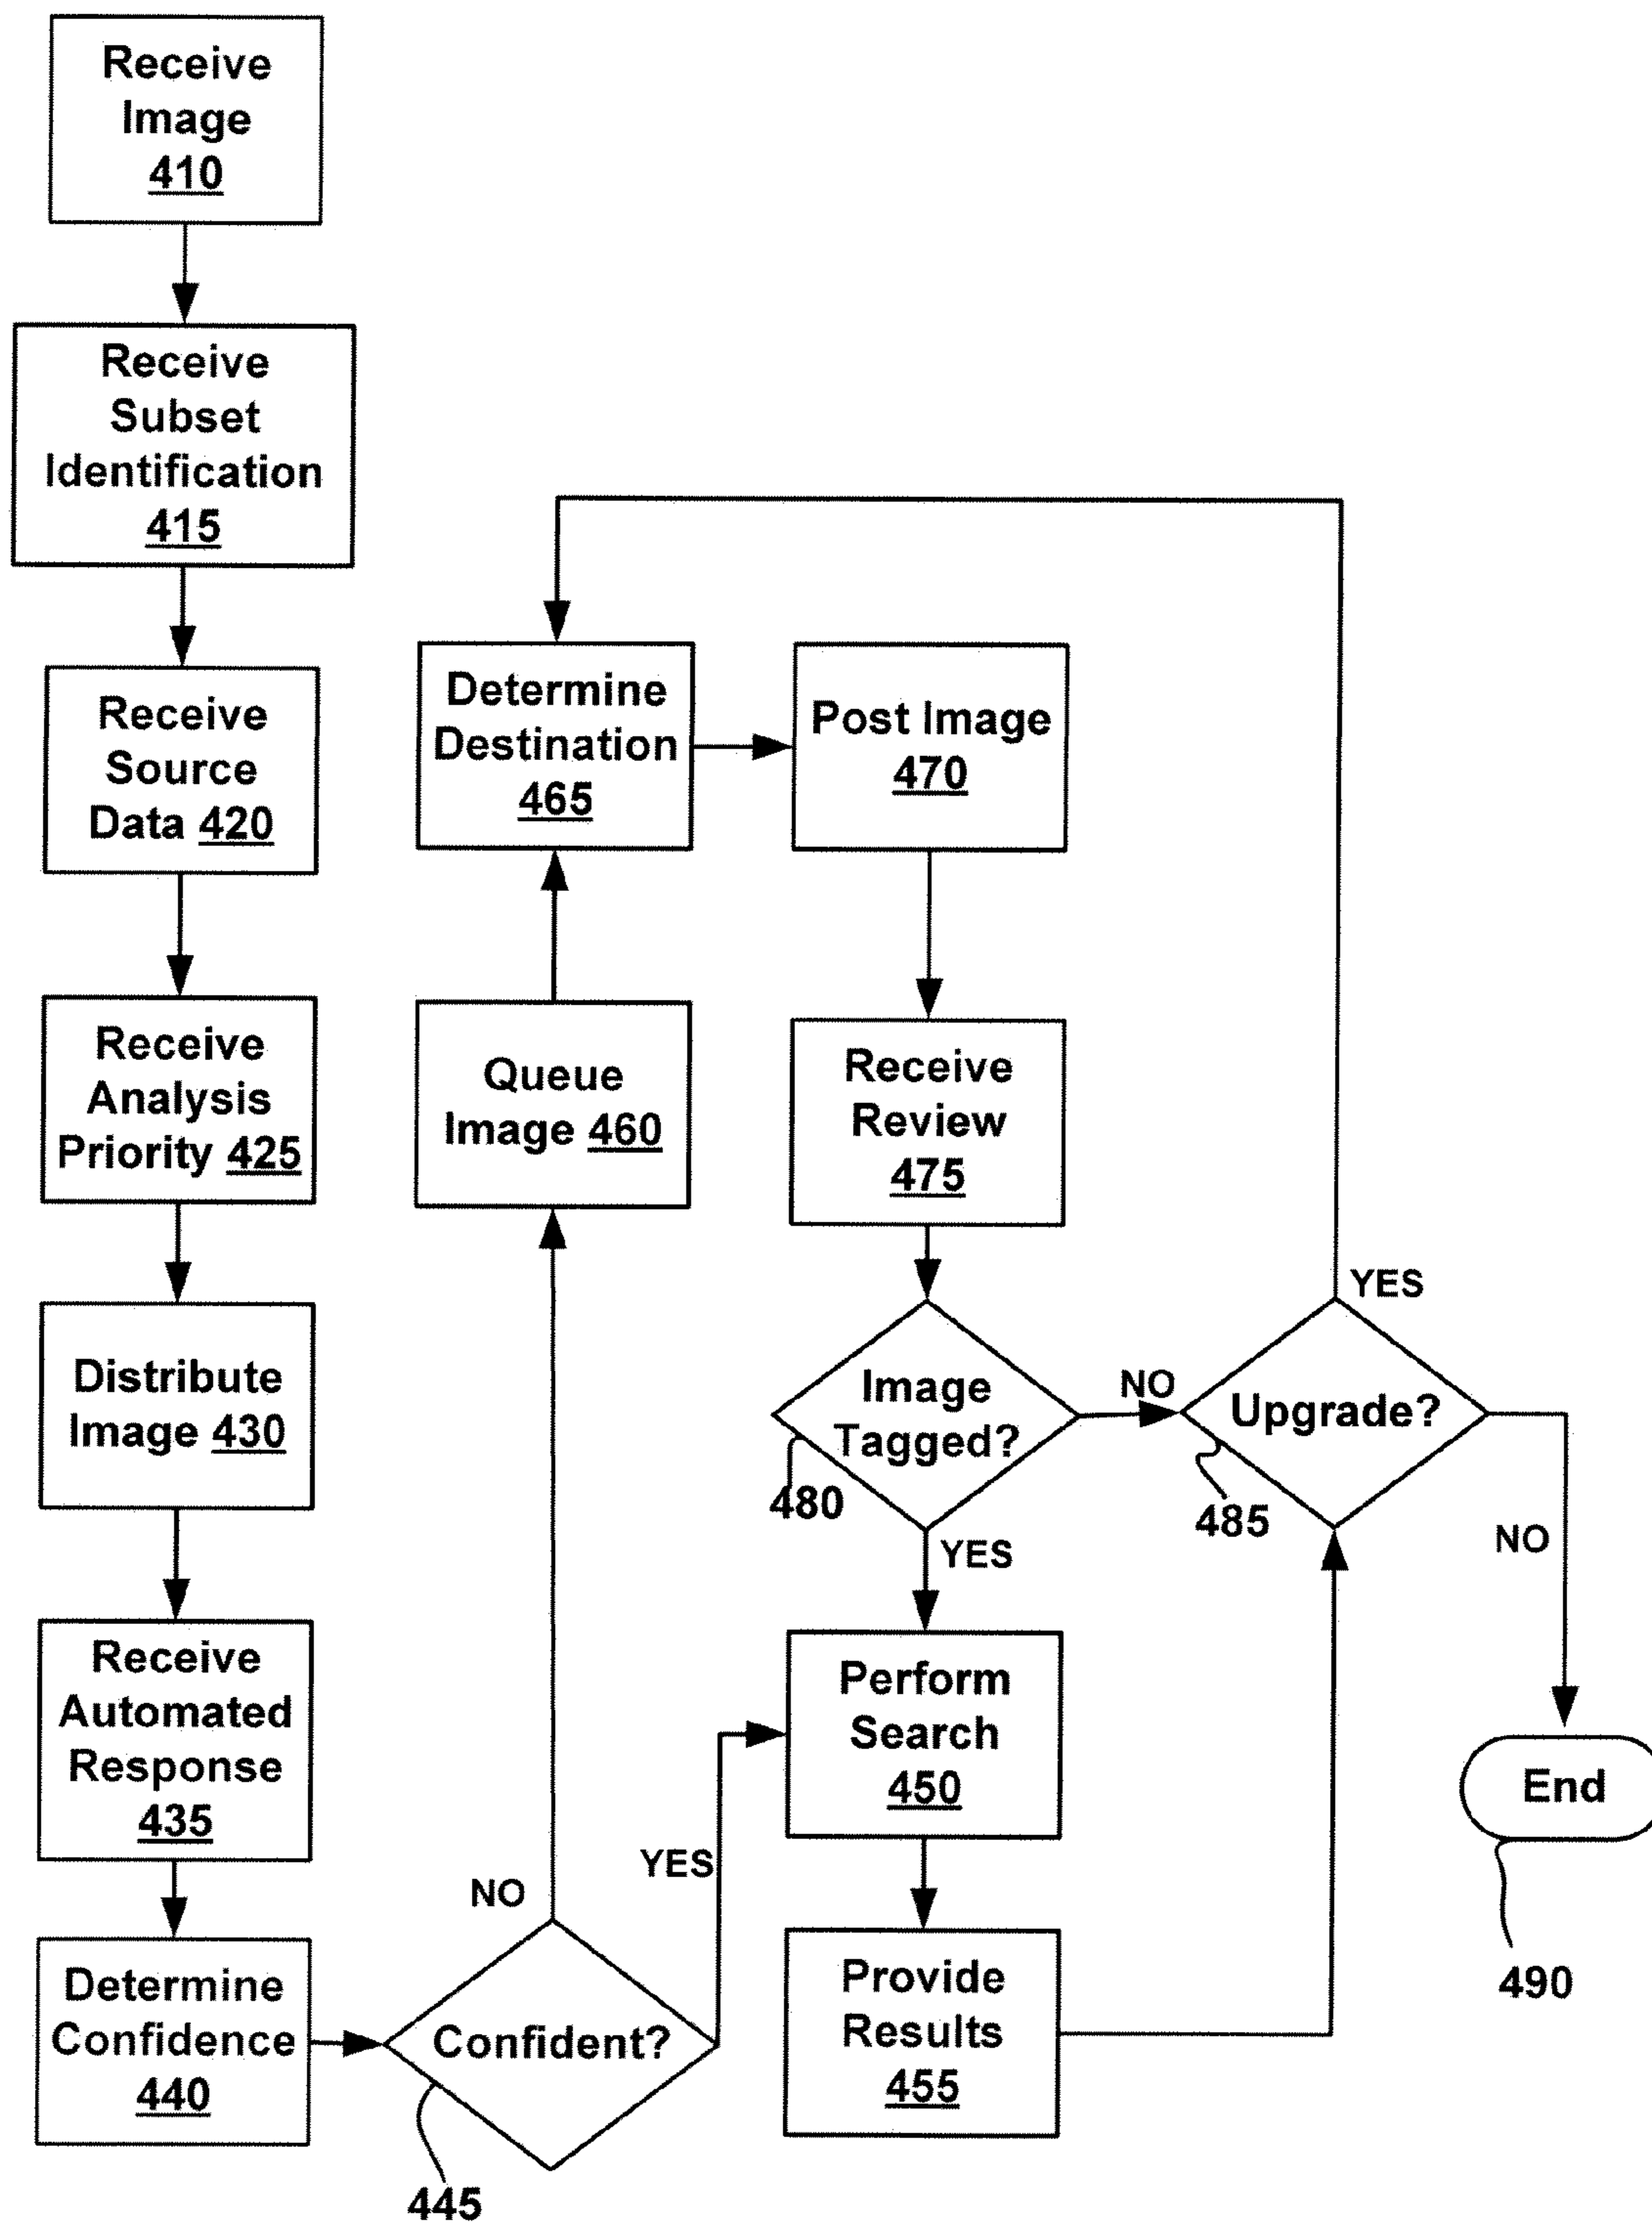 Receive
Image
410
Receive
Subset
Identification
415
Receive
Source
Data 420
Receive
Analysis
Priority 425
Distribute
Image 430
Receive
Automated
Response
435
Determine
Confidence
440
Confident?
445
NO
YES
Queue
Image 460
Determine
Destination
465
Post Image
470
Receive
Review
475
Image
Tagged?
480
NO
YES
Perform
Search
450
Provide
Results
455
Upgrade?
485
YES
NO
End
490